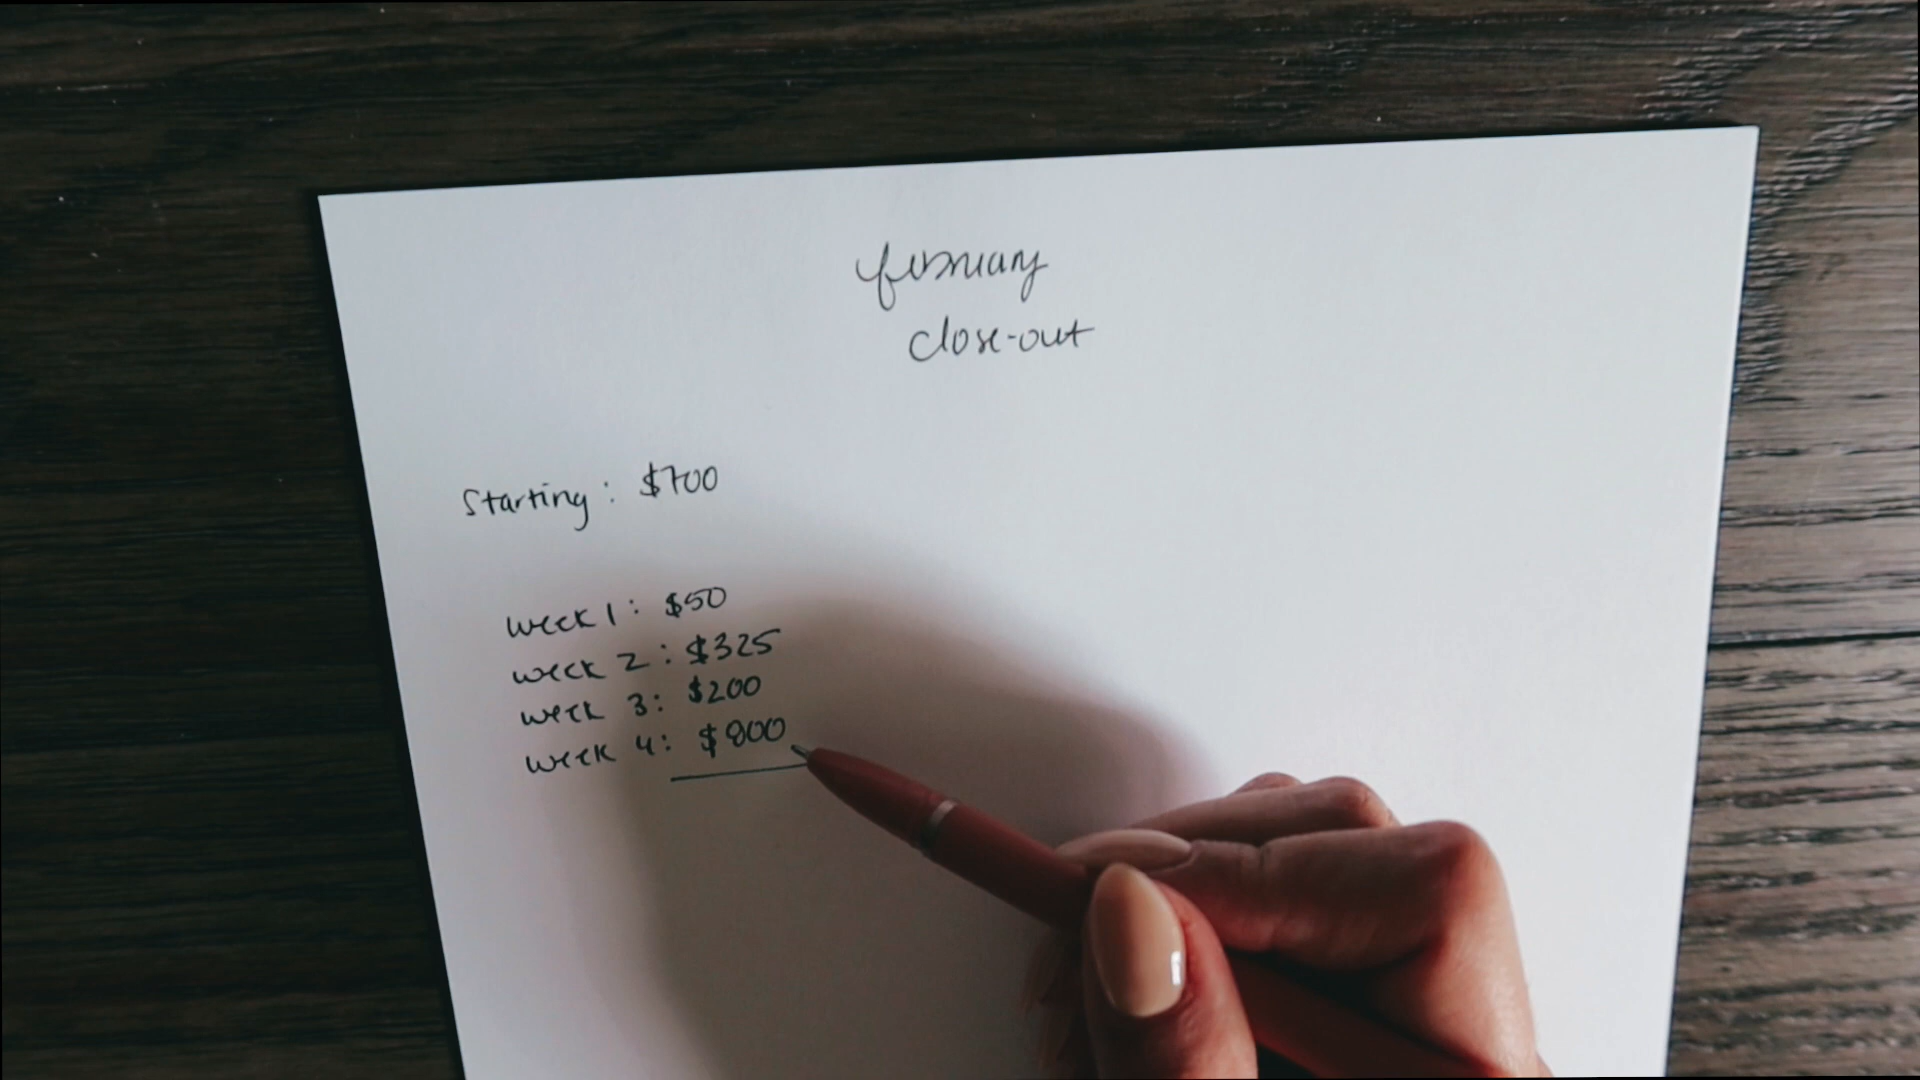 february
close-out
Starting: $700
week 1: $50
week 2: $325
week 3: $200
week 4: $800